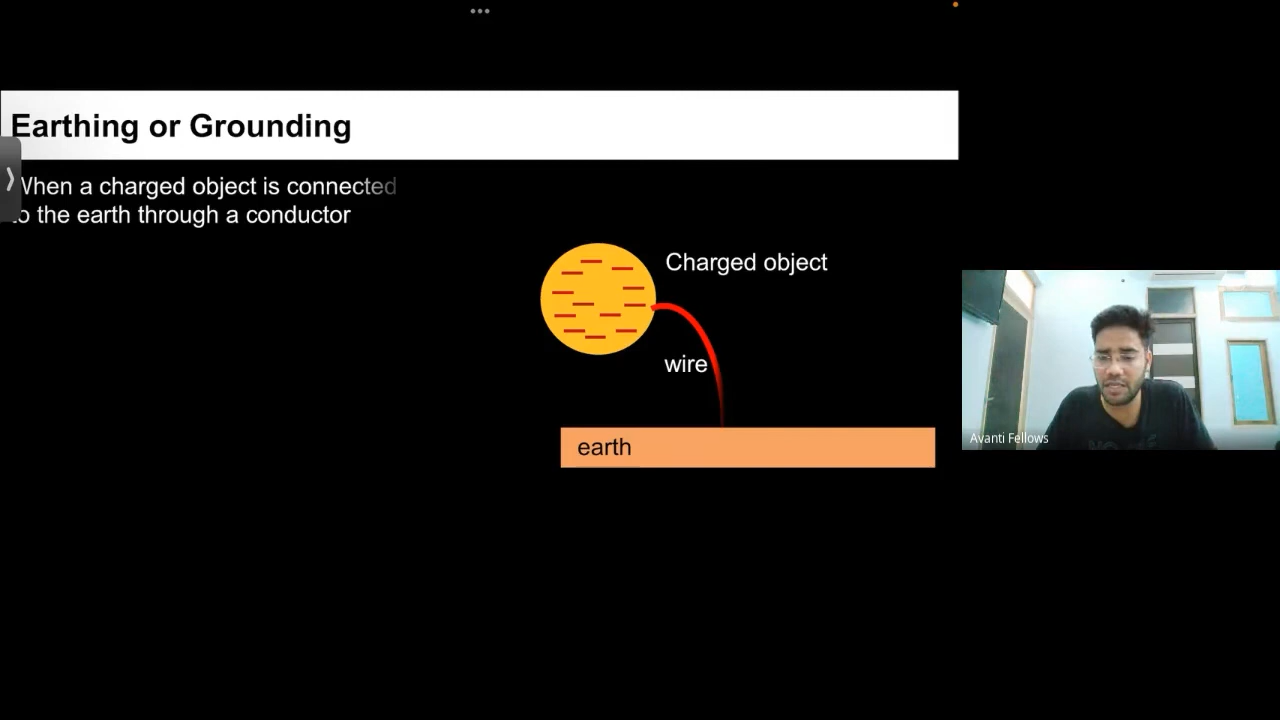 Earthing or Grounding
When a charged object is connected
to the earth through a conductor
Charged object
wire
earth
Avanti Fellows